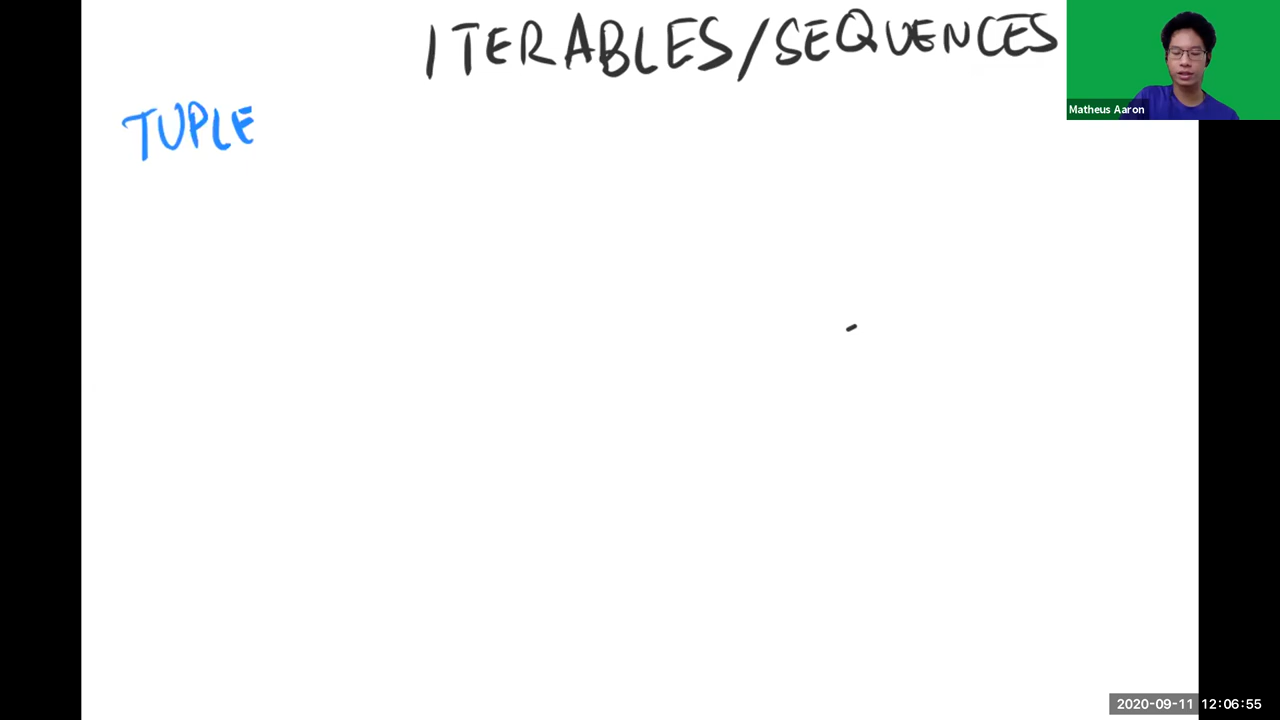 ITERABLES/SEQUENCES
Matheus Aaron
TUPLE
2020-09-11 12:06:55